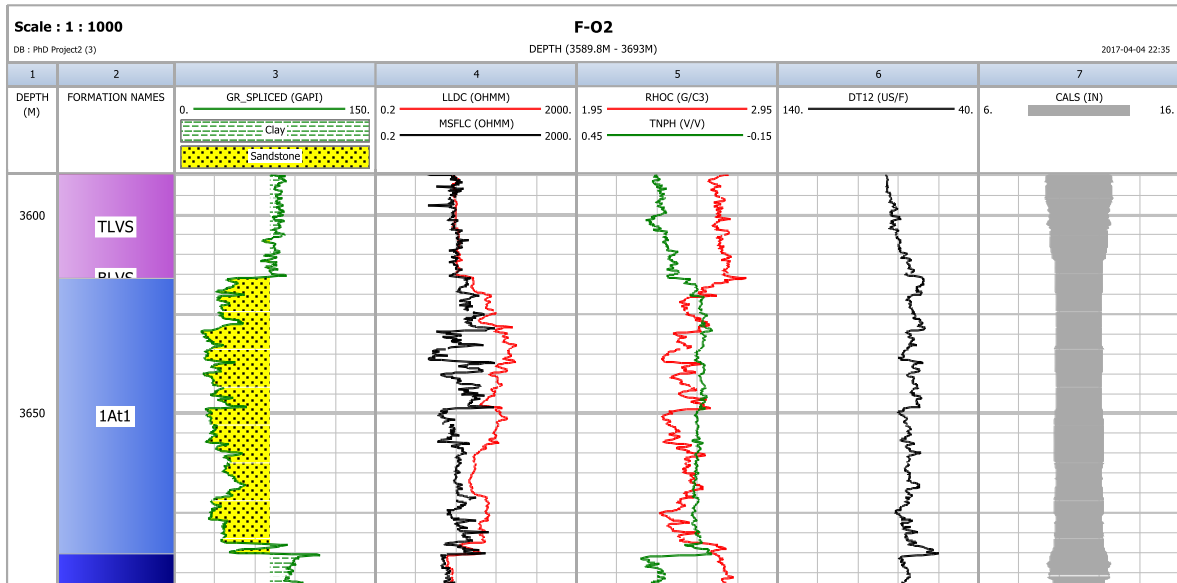 Scale : 1 : 1000
F-O2
DB : PhD Project2 (3)
DEPTH (3589.8M - 3693M)
2017-04-04 22:35
1 2 3 4 5 6 7
DEPTH (M)
FORMATION NAMES
GR_SPLICED (GAPI)
0. 150.
Clay
Sandstone
LLDC (OHMM)
0.2 2000.
MSFLC (OHMM)
0.2 2000.
RHOC (G/C3)
1.95 2.95
TNPH (V/V)
0.45 -0.15
DT12 (US/F)
140. 40.
CALS (IN)
6. 16.
3600
TLVS
BLVS
3650
1At1